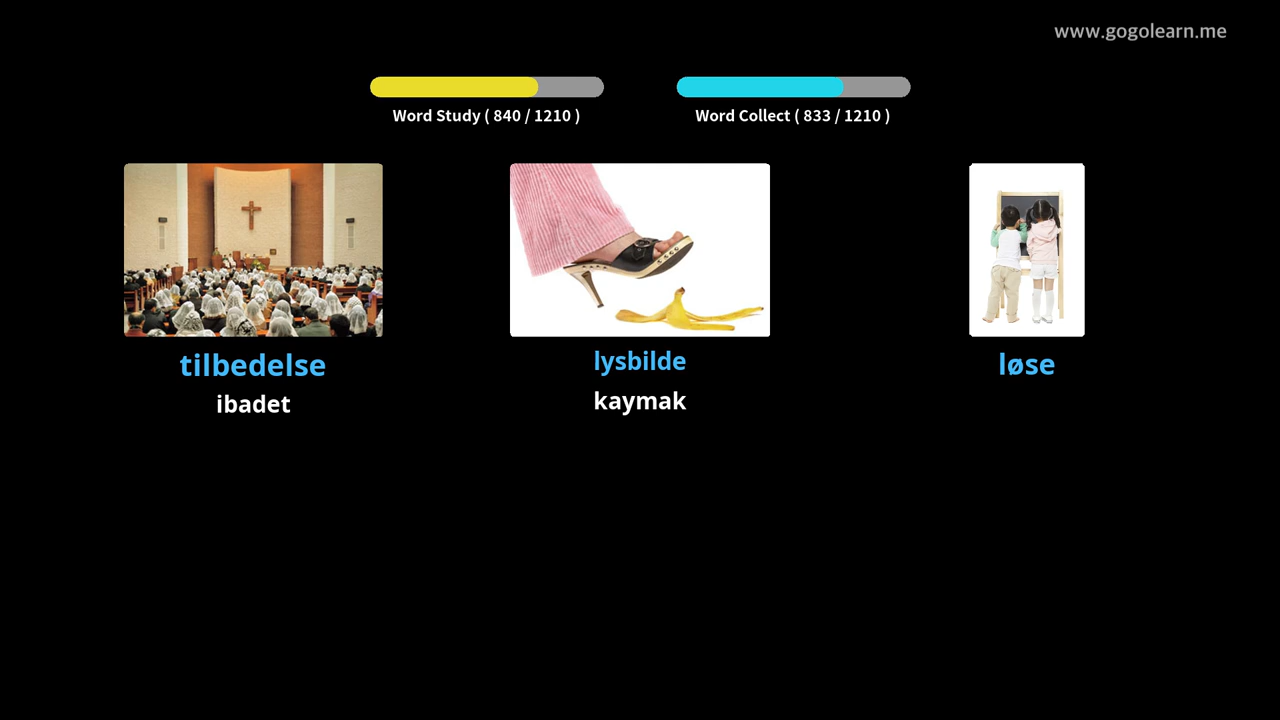 www.gogolearn.me
Word Study ( 840 / 1210 )
Word Collect ( 833 / 1210 )
tilbedelse
ibadet
lysbilde
kaymak
løse